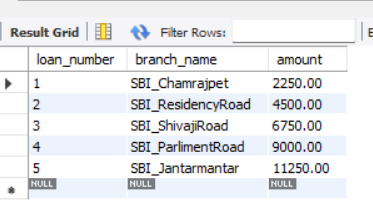 Result Grid Filter Rows: E
loan_number branch_name amount
1 SBI_Chamrajpet 2250.00
2 SBI_ResidencyRoad 4500.00
3 SBI_ShivajiRoad 6750.00
4 SBI_ParlimentRoad 9000.00
5 SBI_Jantarmantar 11250.00
NULL NULL NULL